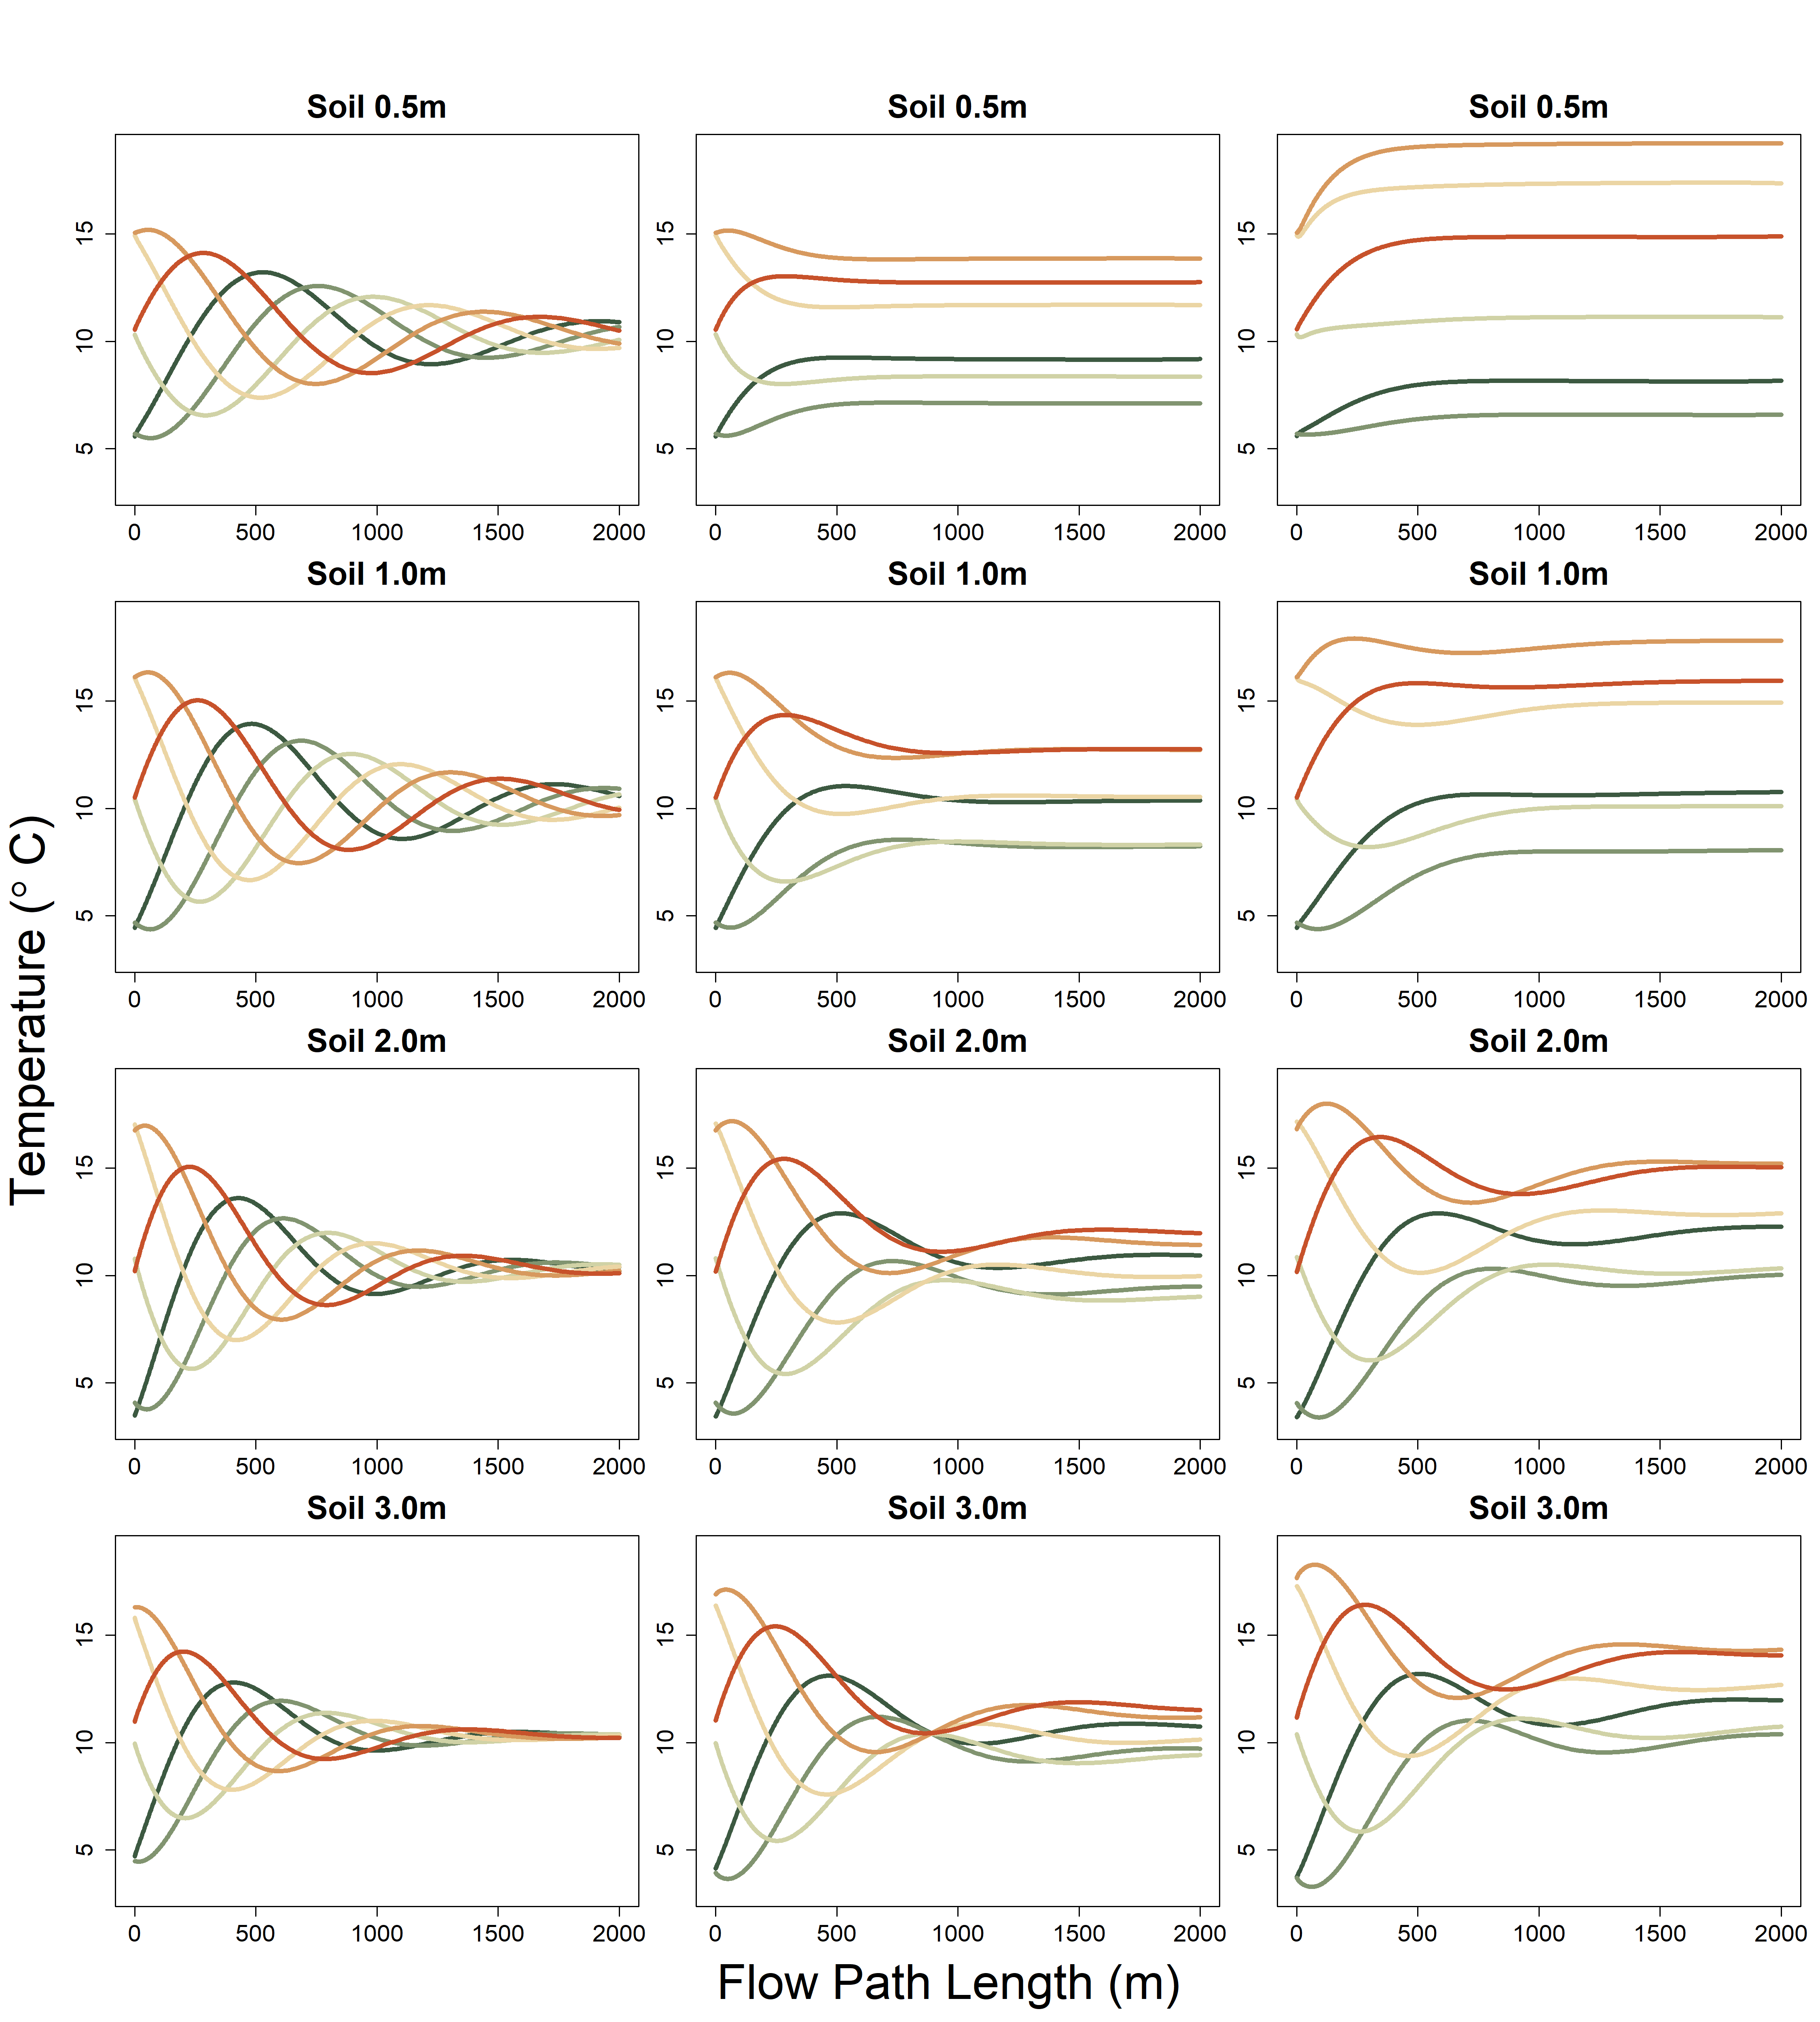 Soil 0.5m Soil 0.5m Soil 0.5m
15 15 15
10 10 10
5 5 5
0 500 1000 1500 2000 0 500 1000 1500 2000 0 500 1000 1500 2000
Soil 1.0m Soil 1.0m Soil 1.0m
15 15 15
10 10 10
5 5 5
0 500 1000 1500 2000 0 500 1000 1500 2000 0 500 1000 1500 2000
Temperature (° C)
Soil 2.0m Soil 2.0m Soil 2.0m
15 15 15
10 10 10
5 5 5
0 500 1000 1500 2000 0 500 1000 1500 2000 0 500 1000 1500 2000
Soil 3.0m Soil 3.0m Soil 3.0m
15 15 15
10 10 10
5 5 5
0 500 1000 1500 2000 0 500 1000 1500 2000 0 500 1000 1500 2000
Flow Path Length (m)